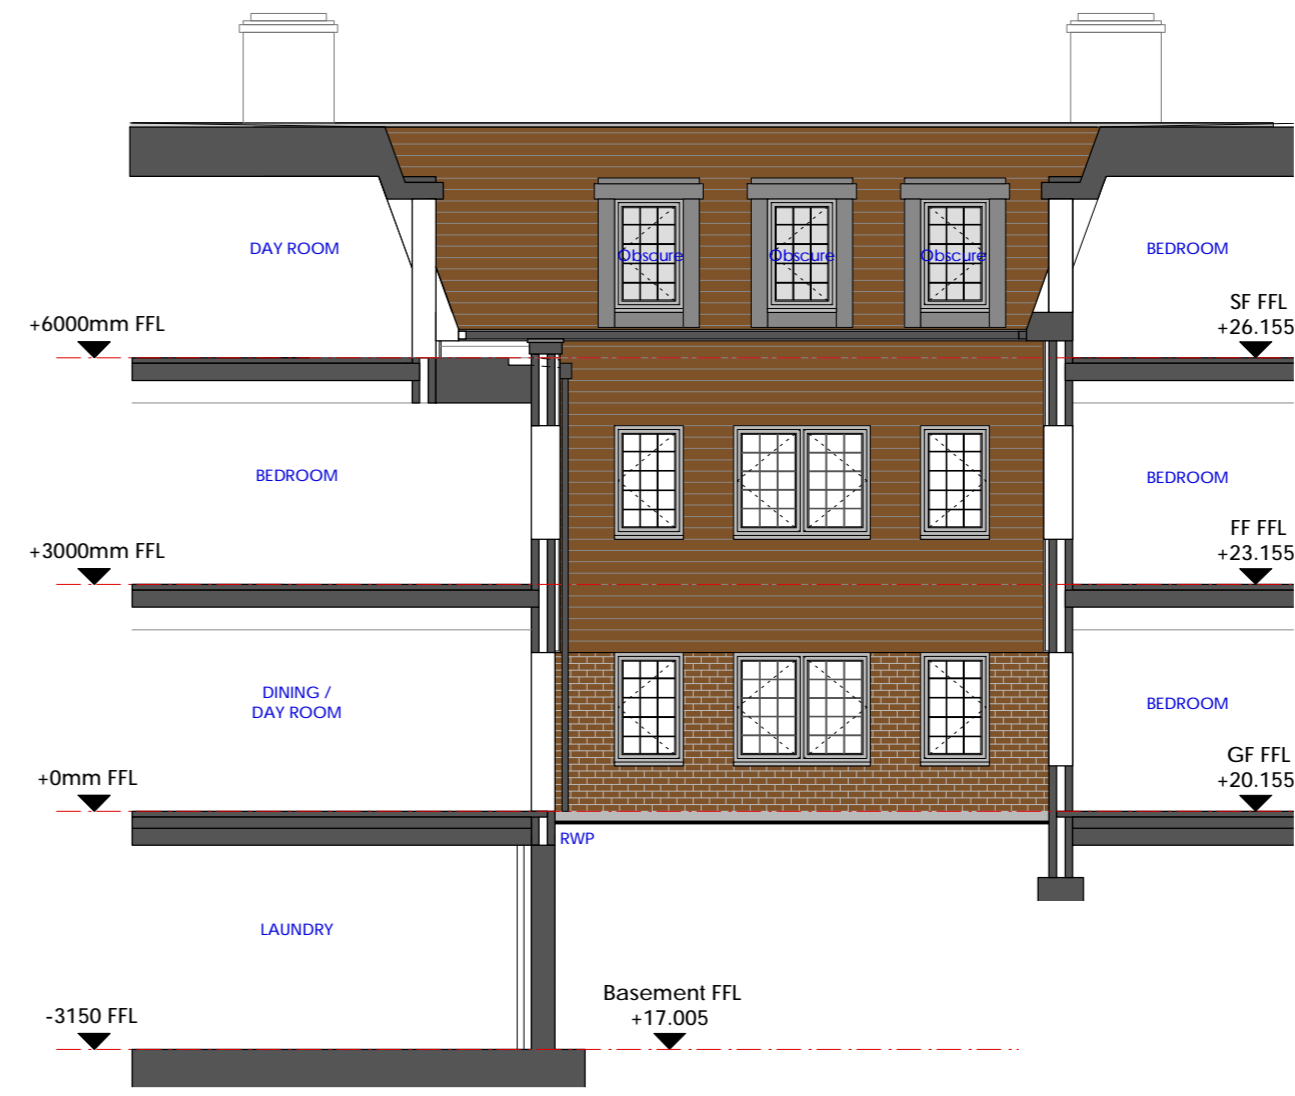 DAY ROOM
Obscure
Obscure
Obscure
BEDROOM
+6000mm FFL
SF FFL
+26.155
BEDROOM
BEDROOM
+3000mm FFL
FF FFL
+23.155
DINING /
DAY ROOM
BEDROOM
+0mm FFL
GF FFL
+20.155
RWP
LAUNDRY
-3150 FFL
Basement FFL
+17.005